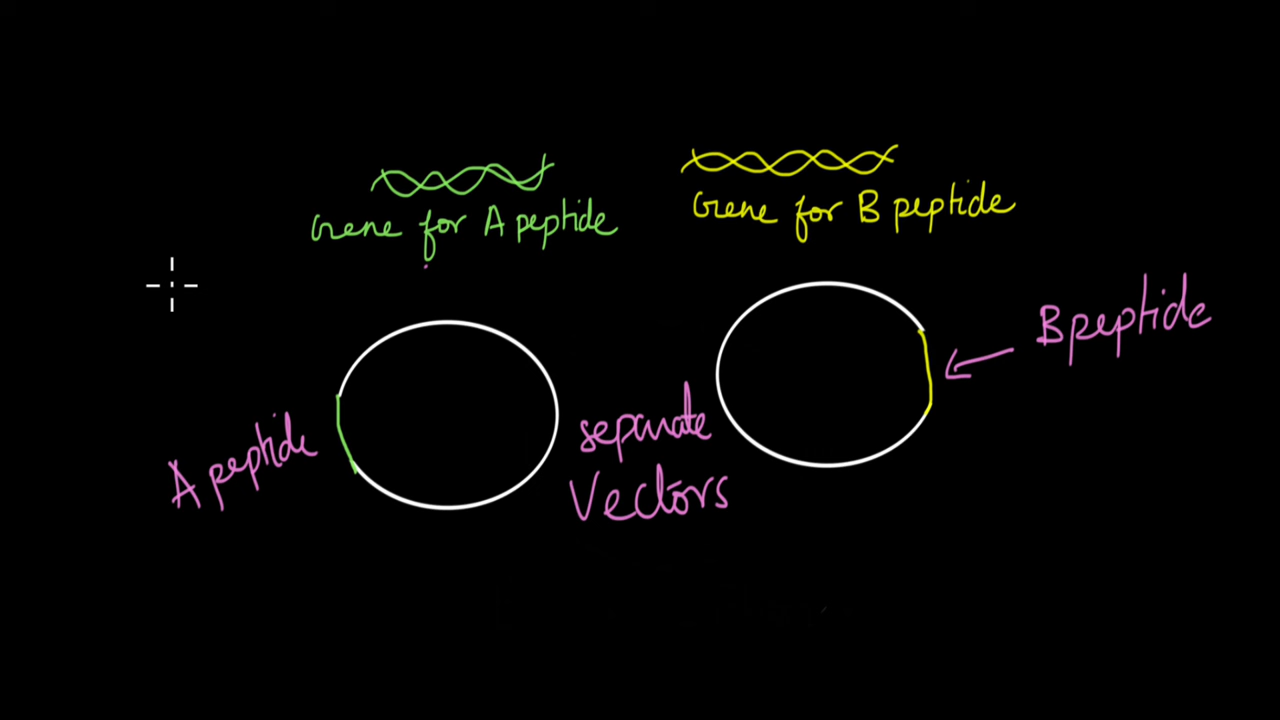 Gene for A peptide
Gene for B peptide
B peptide
A peptide
separate
Vectors